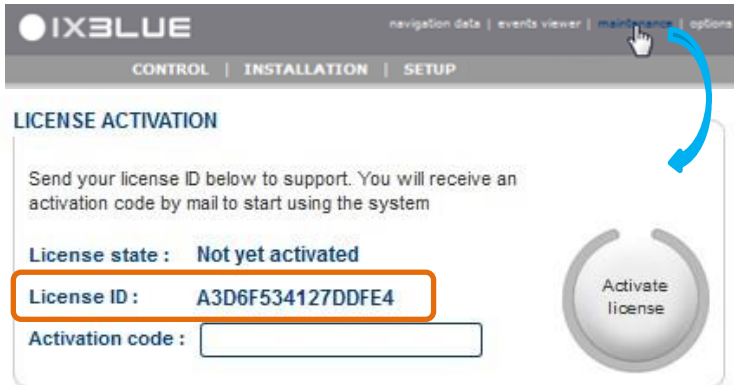 IXBLUE
navigation data | events viewer | maintenance | options
CONTROL | INSTALLATION | SETUP
LICENSE ACTIVATION
Send your license ID below to support. You will receive an
activation code by mail to start using the system
License state : Not yet activated
License ID : A3D6F534127DDFE4
Activation code :
Activate
license